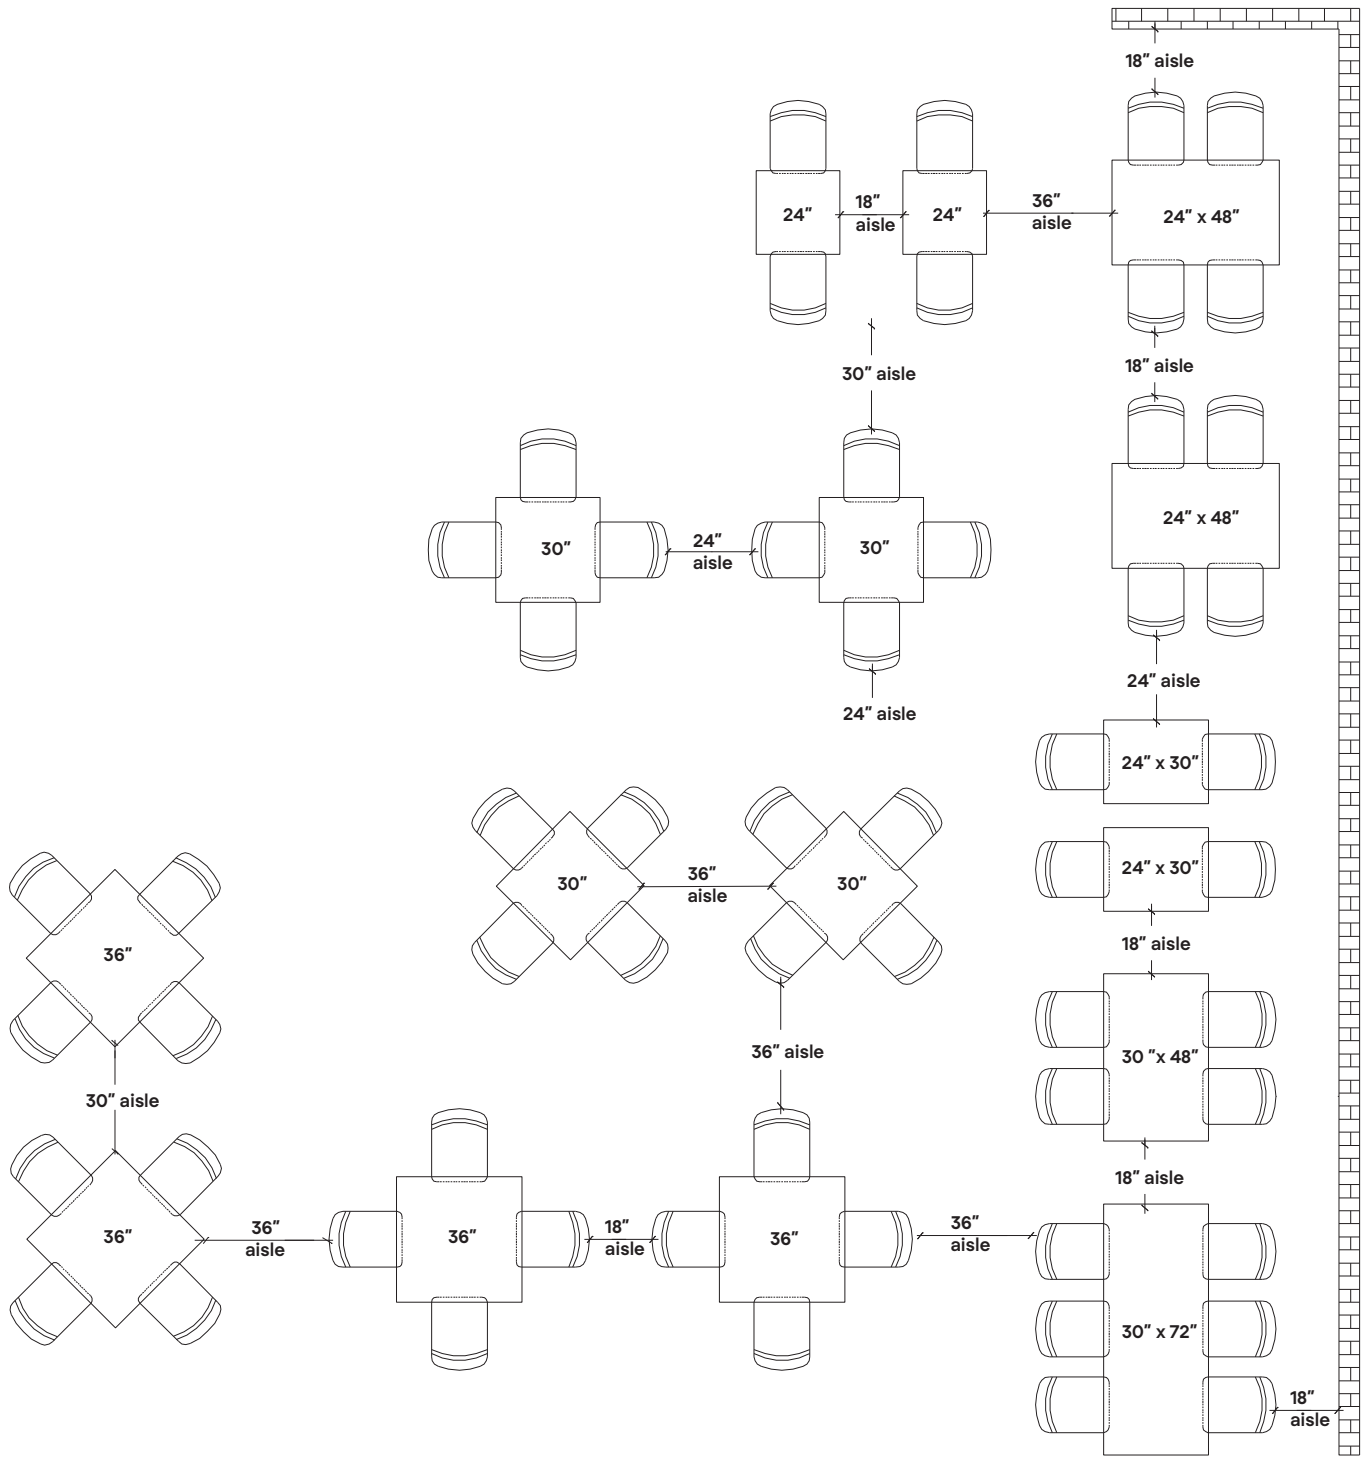 18" aisle
24"
18"
aisle
24"
36"
aisle
24" x 48"
30" aisle
18" aisle
30"
24"
aisle
30"
24" x 48"
24" aisle
24" aisle
24" x 30"
30"
36"
aisle
30"
24" x 30"
18" aisle
36"
36" aisle
30 "x 48"
30" aisle
18" aisle
36"
36"
aisle
36"
18"
aisle
36"
36"
aisle
30" x 72"
18"
aisle